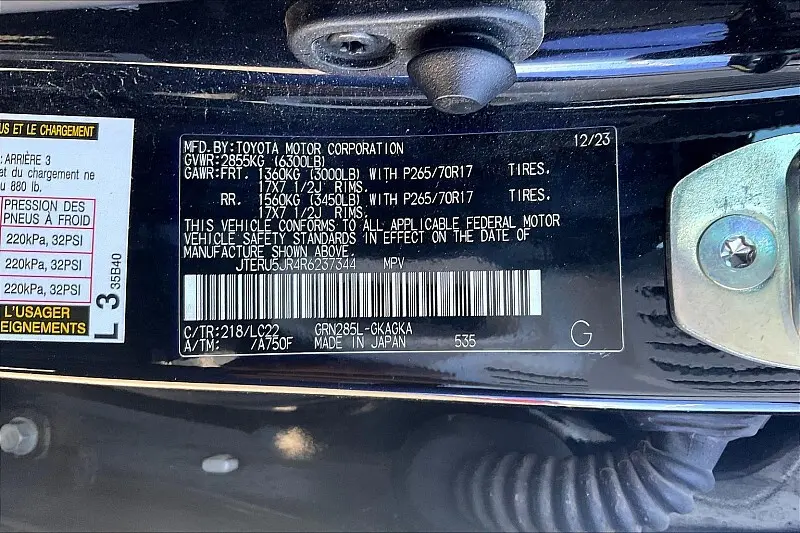 US ET LE CHARGEMENT
: ARRIÈRE 3
et du chargement ne
u 880 lb.
PRESSION DES
PNEUS À FROID
220kPa, 32PSI
220kPa, 32PSI
220kPa, 32PSI
L'USAGER
EIGNEMENTS
L 3 35B40
MFD.BY:TOYOTA MOTOR CORPORATION 12/23
GVWR:2855KG (6300LB)
GAWR:FRT. 1360KG (3000LB) WITH P265/70R17 TIRES.
17X7 1/2J RIMS.
RR. 1560KG (3450LB) WITH P265/70R17 TIRES.
17X7 1/2J RIMS.
THIS VEHICLE CONFORMS TO ALL APPLICABLE FEDERAL MOTOR
VEHICLE SAFETY STANDARDS IN EFFECT ON THE DATE OF
MANUFACTURE SHOWN ABOVE.
JTERU5JR4R6237344 MPV
C/TR:218/LC22 GRN285L-GKAGKA
A/TM: /A750F MADE IN JAPAN 535
G